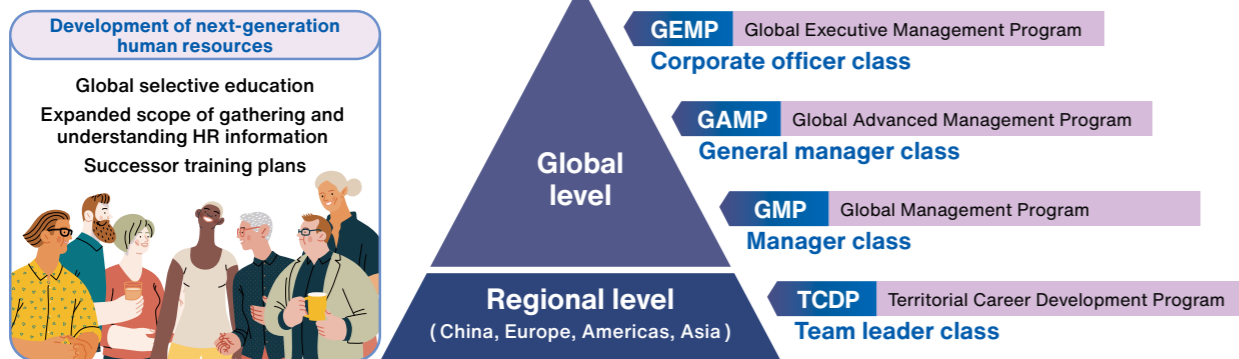 Development of next-generation
human resources
Global selective education
Expanded scope of gathering and
understanding HR information
Successor training plans
Global
level
Regional level
( China, Europe, Americas, Asia )
GEMP Global Executive Management Program
Corporate officer class
GAMP Global Advanced Management Program
General manager class
GMP Global Management Program
Manager class
TCDP Territorial Career Development Program
Team leader class